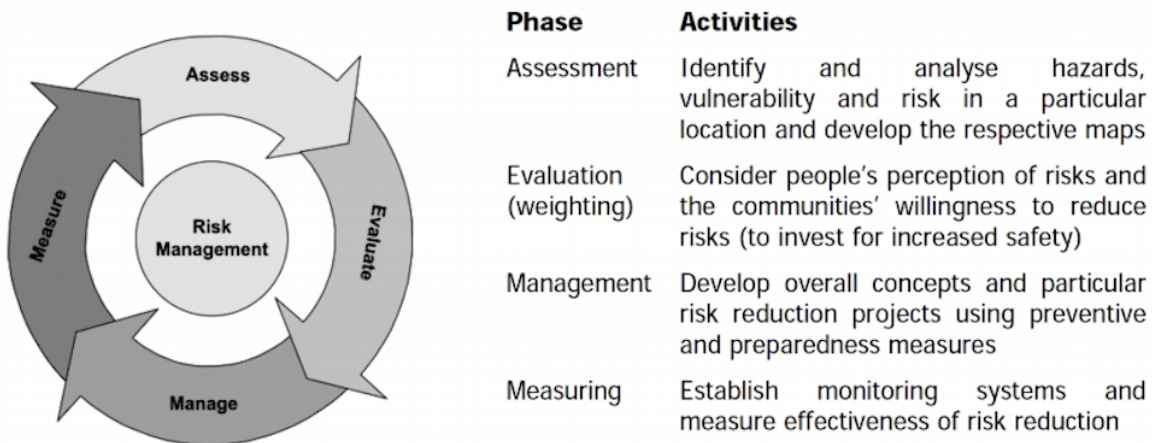 Assess
Evaluate
Manage
Measure
Risk
Management
Phase Activities
Assessment Identify and analyse hazards,
vulnerability and risk in a particular
location and develop the respective maps
Evaluation Consider people's perception of risks and
(weighting) the communities' willingness to reduce
risks (to invest for increased safety)
Management Develop overall concepts and particular
risk reduction projects using preventive
and preparedness measures
Measuring Establish monitoring systems and
measure effectiveness of risk reduction